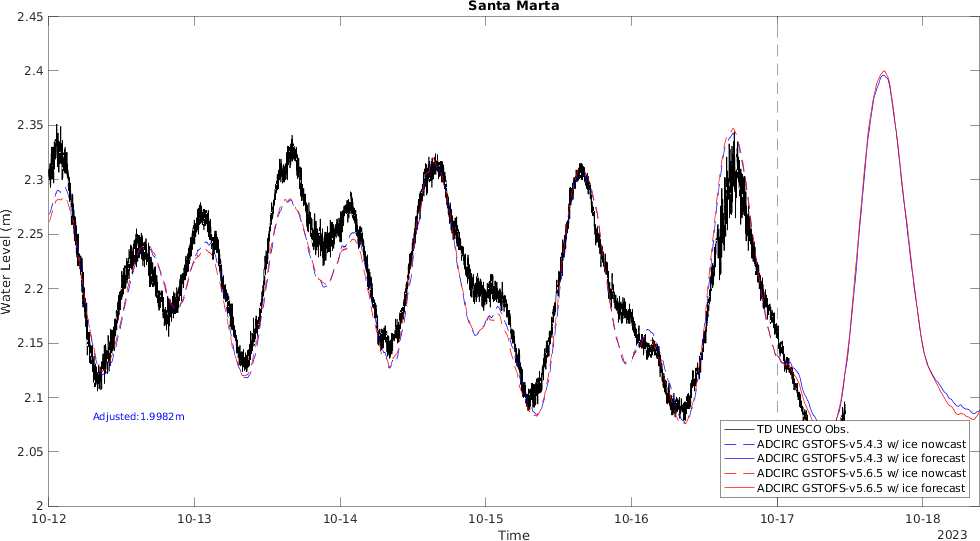 Santa Marta
2.45
2.4
2.35
2.3
2.25
2.2
2.15
2.1
2.05
2
Water Level (m)
Adjusted:1.9982m
TD UNESCO Obs.
ADCIRC GSTOFS-v5.4.3 w/ ice nowcast
ADCIRC GSTOFS-v5.4.3 w/ ice forecast
ADCIRC GSTOFS-v5.6.5 w/ ice nowcast
ADCIRC GSTOFS-v5.6.5 w/ ice forecast
10-12 10-13 10-14 10-15 10-16 10-17 10-18
Time
2023